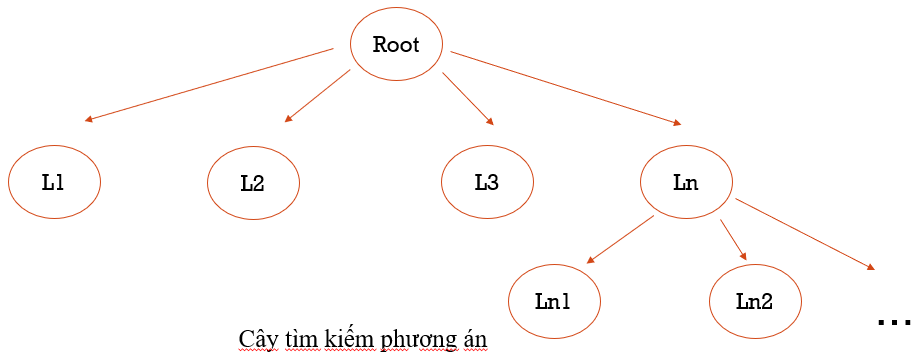 Root
L1
L2
L3
Ln
Ln1
Ln2
...
Cây tìm kiếm phương án